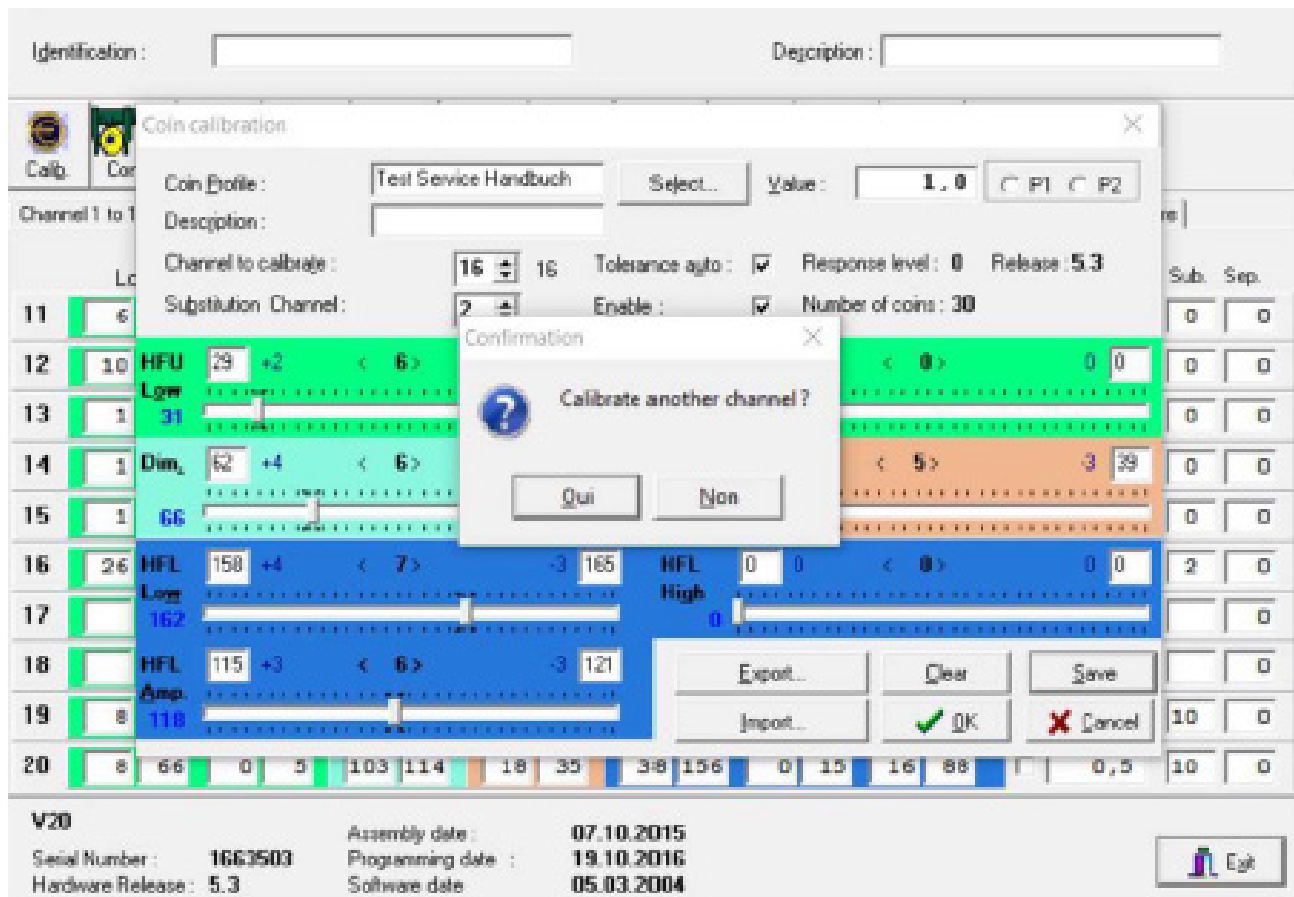 Identification :
Description :
Calib.
Coin calibration
Coin Profile : Test Service Handbuch Select... Value : 1,0 P1 P2
Channel 1 to 1
Description :
Channel to calibrate : 16 16 Tolerance auto : Response level : 0 Release : 5.3
Sub. Sep.
Substitution Channel : 2 Enable : Number of coins : 30
11 6 0 0
Confirmation
12 10 HFU 29 +2 < 6 > < 0 > 0 0 0 0
Low
Calibrate another channel ?
13 1 31 0 0
14 1 Dim. 62 +4 < 6 > < 5 > -3 39 0 0
Oui Non
15 1 66 0 0
16 26 HFL 158 +4 < 7 > -3 165 HFL 0 0 < 0 > 0 0 2 0
Low High
17 162 0 0
18 HFL 115 +3 < 6 > -3 121 Export... Clear Save 0
Amp.
19 8 118 Import... OK Cancel 10 0
20 8 66 0 5 103 114 18 35 38 156 0 15 16 88 0,5 10 0
V20
Assembly date : 07.10.2015
Serial Number : 1663503 Programming date : 19.10.2016
Exit
Hardware Release : 5.3 Software date 05.03.2004